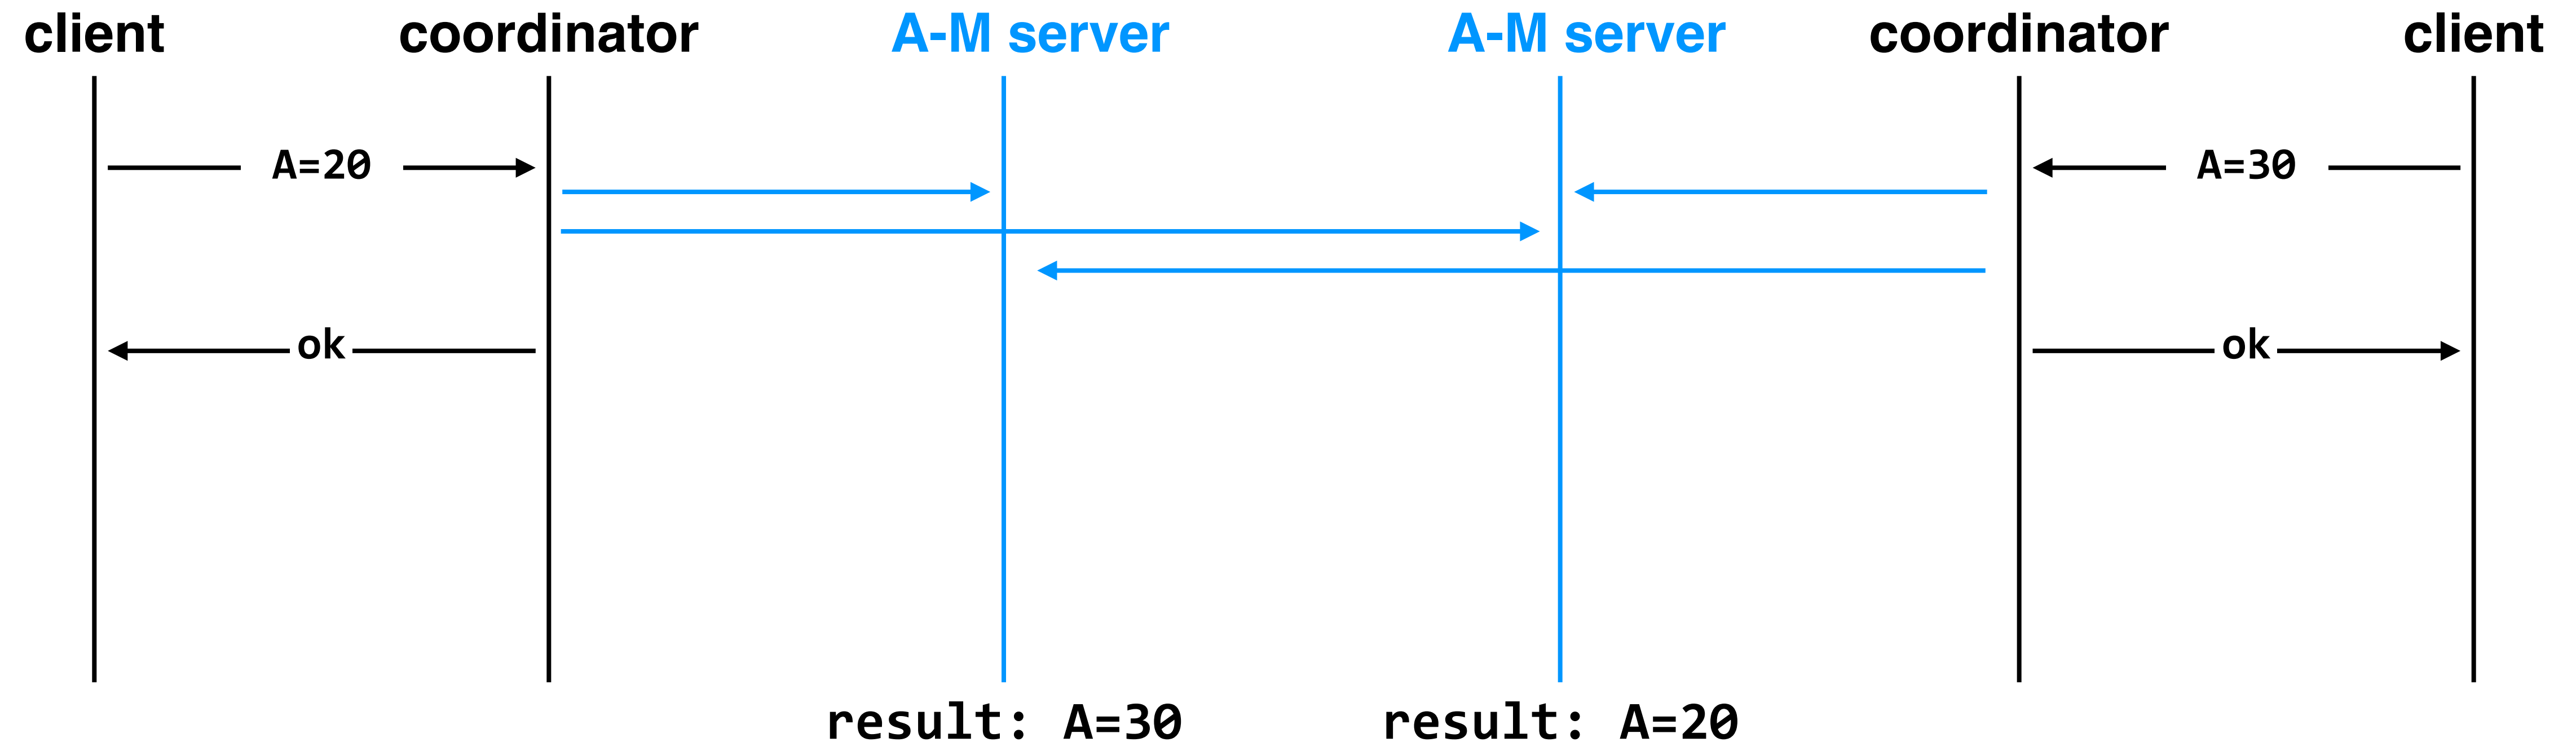 client coordinator A-M server A-M server coordinator client
A=20 A=30
ok ok
result: A=30 result: A=20